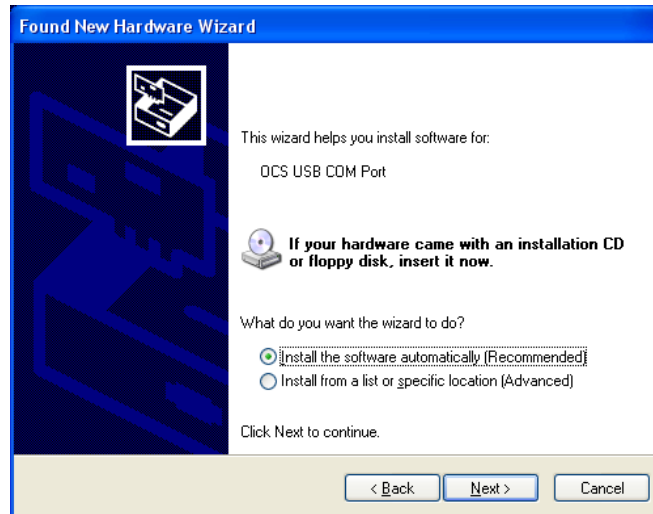 Found New Hardware Wizard
This wizard helps you install software for:
OCS USB COM Port
If your hardware came with an installation CD
or floppy disk, insert it now.
What do you want the wizard to do?
Install the software automatically (Recommended)
Install from a list or specific location (Advanced)
Click Next to continue.
< Back
Next >
Cancel